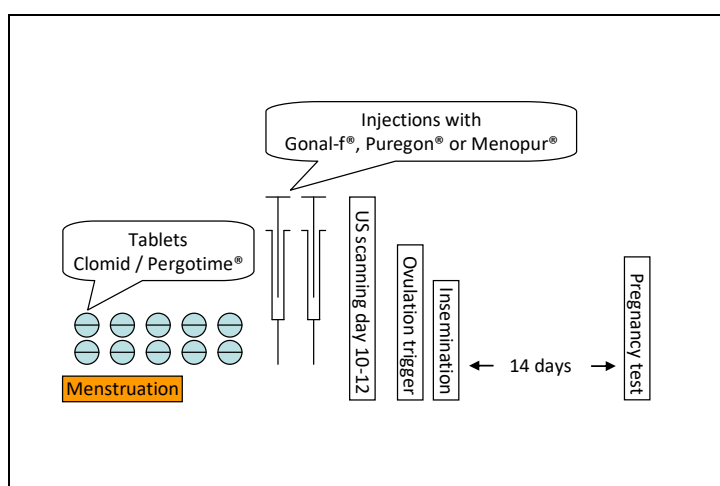 Injections with
Gonal-f®, Puregon® or Menopur®
Tablets
Clomid / Pergotime®
US scanning day 10-12
Ovulation trigger
Insemination
14 days
Pregnancy test
Menstruation